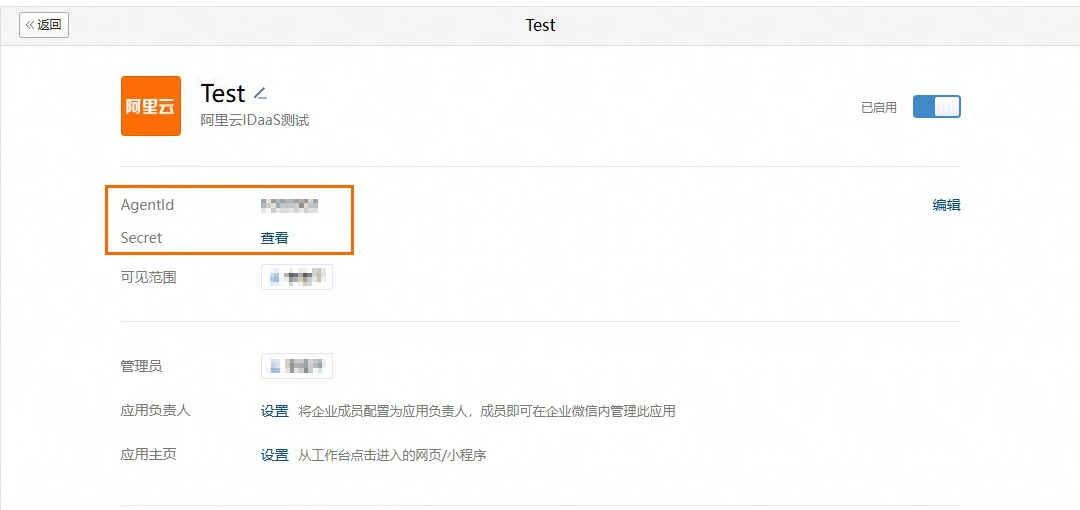 返回
Test
阿里云
Test
阿里云IDaaS测试
已启用
AgentId
编辑
Secret 查看
可见范围
管理员
应用负责人 设置 将企业成员配置为应用负责人，成员即可在企业微信内管理此应用
应用主页 设置 从工作台点击进入的网页/小程序